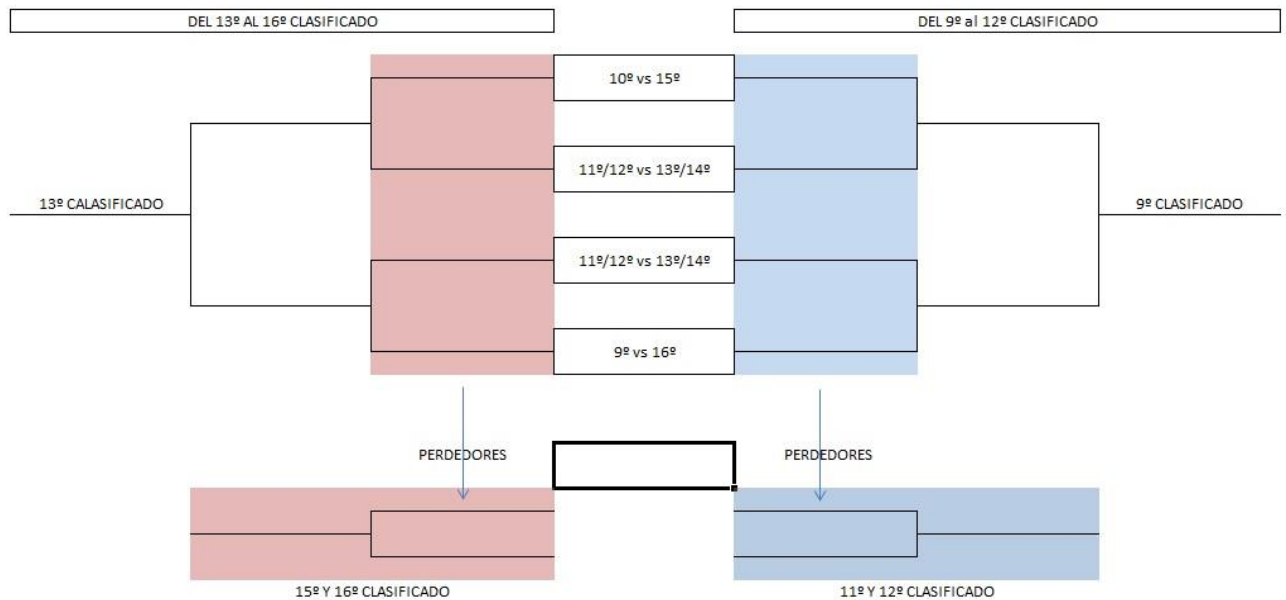 DEL 13º AL 16º CLASIFICADO
DEL 9º al 12º CLASIFICADO
10º vs 15º
11º/12º vs 13º/14º
13º CALASIFICADO
9º CLASIFICADO
11º/12º vs 13º/14º
9º vs 16º
PERDEDORES
PERDEDORES
15º Y 16º CLASIFICADO
11º Y 12º CLASIFICADO